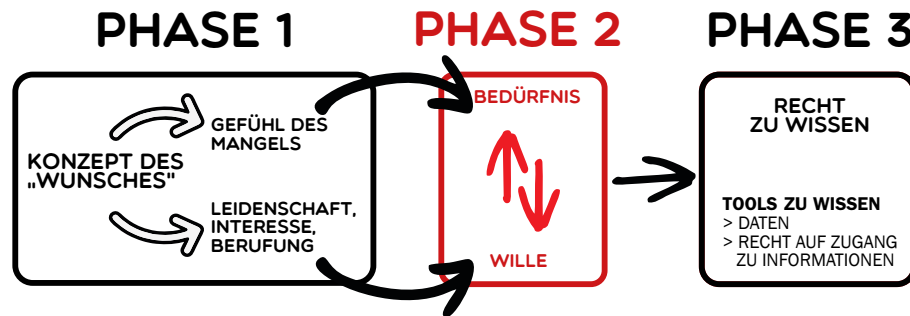 PHASE 1
KONZEPT DES
„WUNSCHES"
GEFÜHL DES
MANGELS
LEIDENSCHAFT,
INTERESSE,
BERUFUNG
PHASE 2
BEDÜRFNIS
WILLE
PHASE 3
RECHT
ZU WISSEN
TOOLS ZU WISSEN
> DATEN
> RECHT AUF ZUGANG
ZU INFORMATIONEN